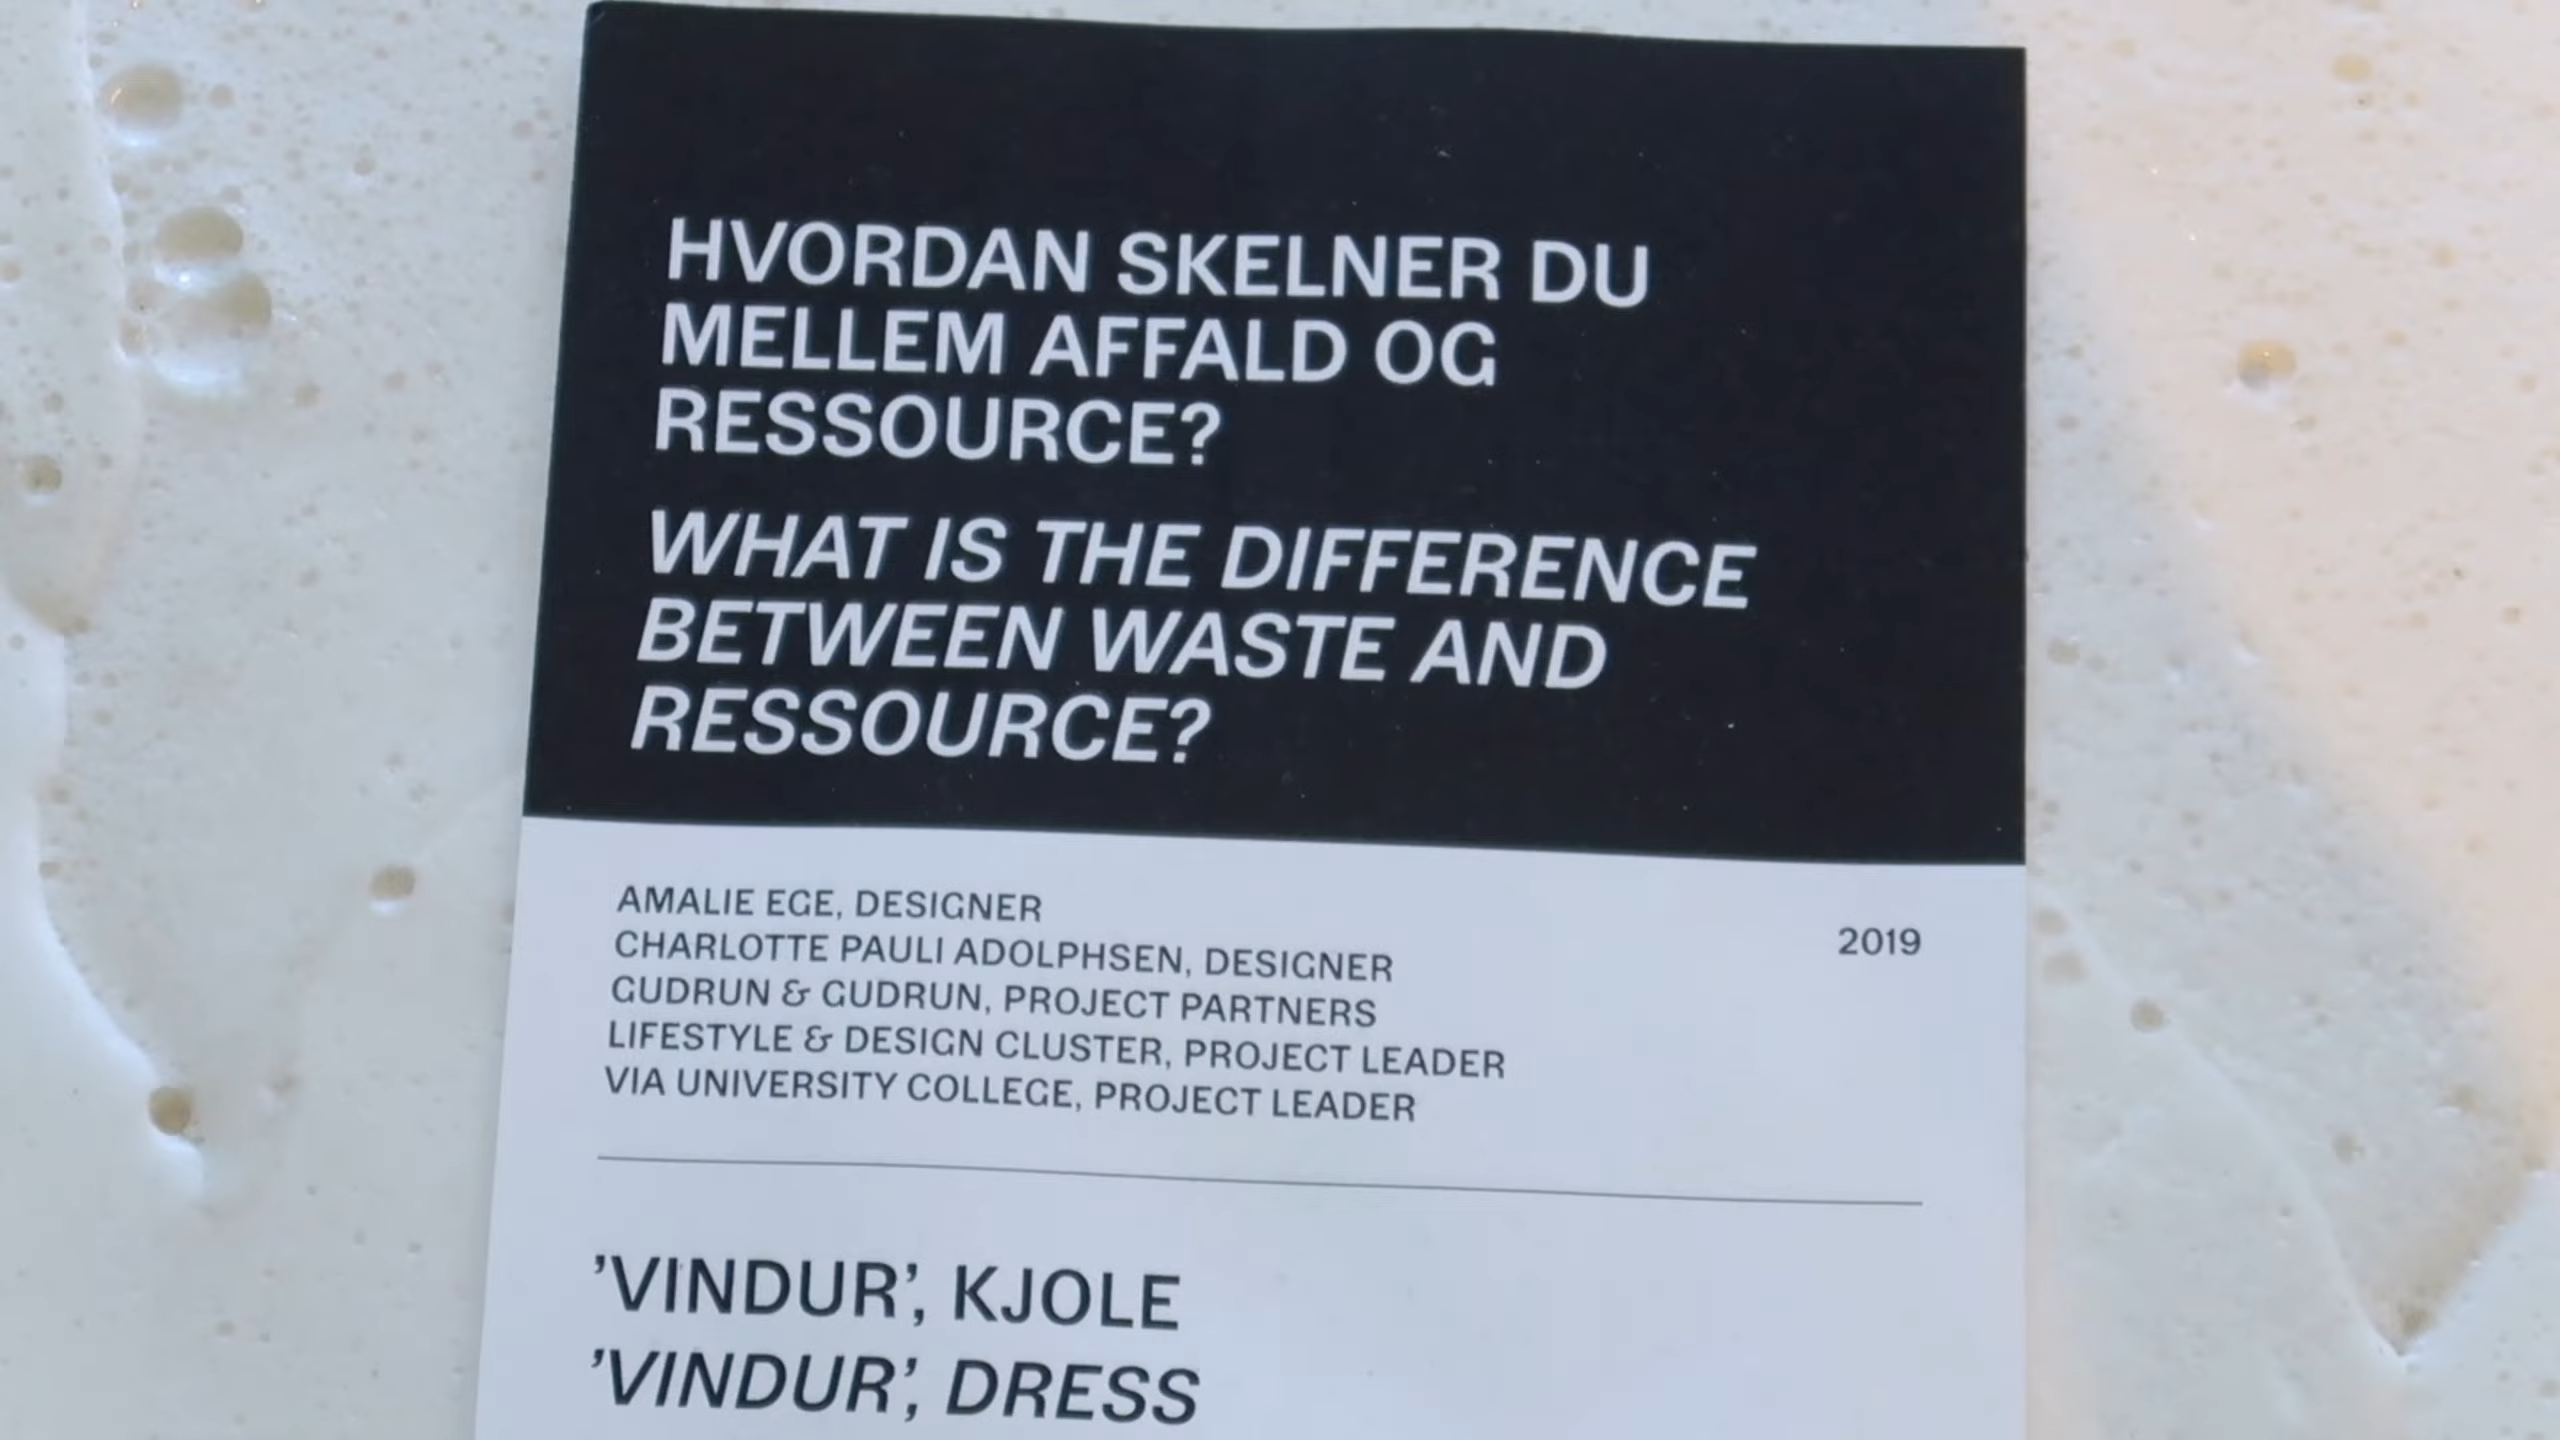 HVORDAN SKELNER DU
MELLEM AFFALD OG
RESSOURCE?
WHAT IS THE DIFFERENCE
BETWEEN WASTE AND
RESSOURCE?
AMALIE EGE, DESIGNER
CHARLOTTE PAULI ADOLPHSEN, DESIGNER
GUDRUN & GUDRUN, PROJECT PARTNERS
LIFESTYLE & DESIGN CLUSTER, PROJECT LEADER
VIA UNIVERSITY COLLEGE, PROJECT LEADER
2019
’VINDUR’, KJOLE
’VINDUR’, DRESS